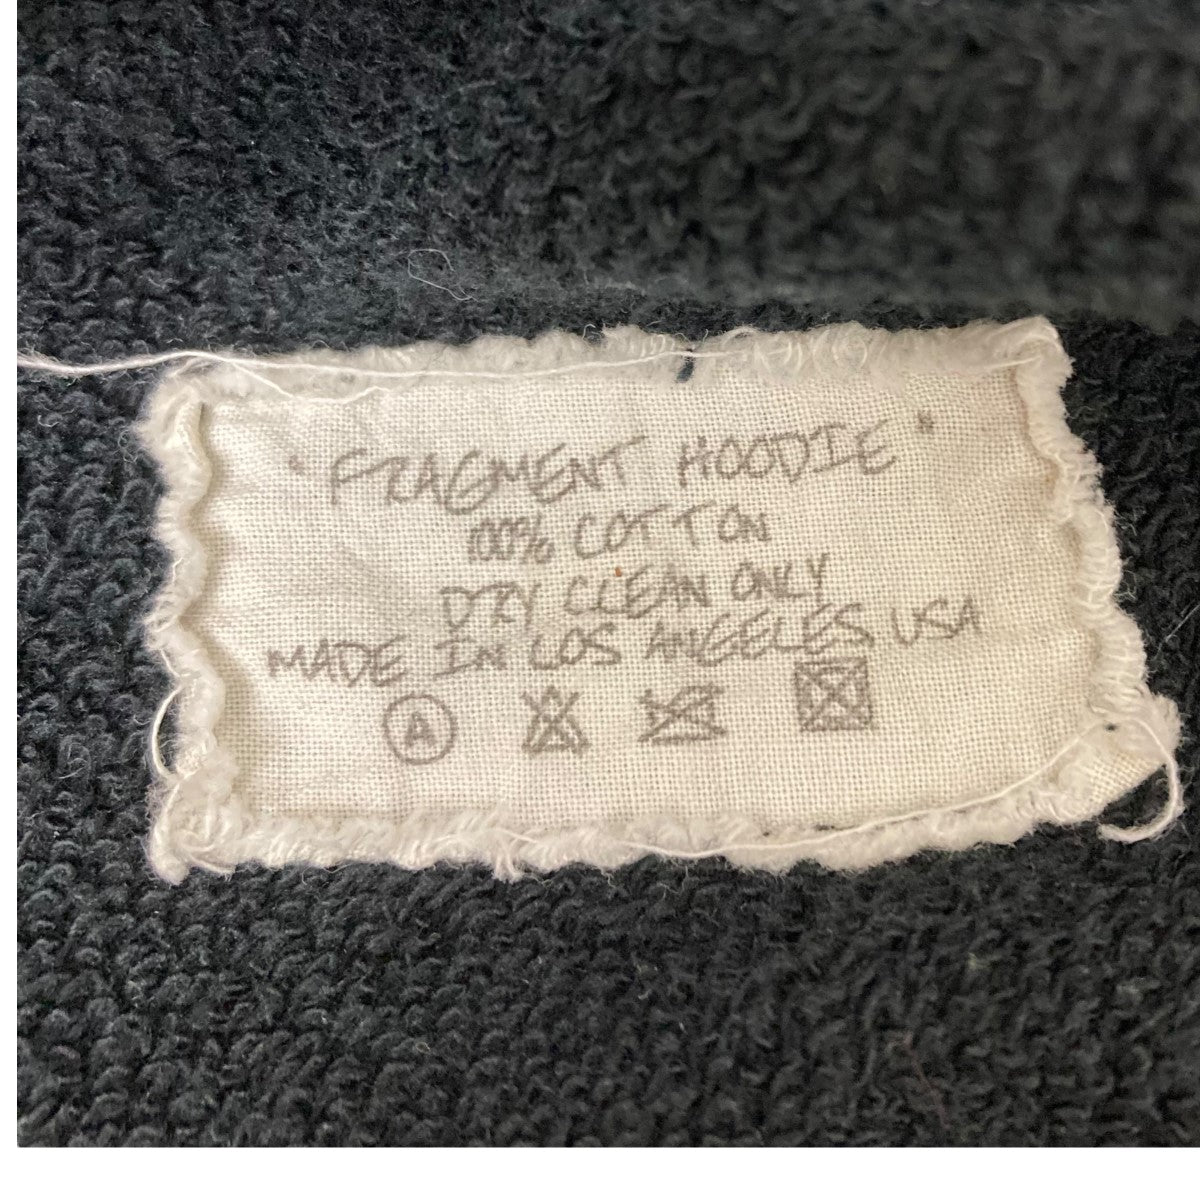 "FRAGMENT HOODIE"
100% COTTON
DRY CLEAN ONLY
MADE IN LOS ANGELES USA
A